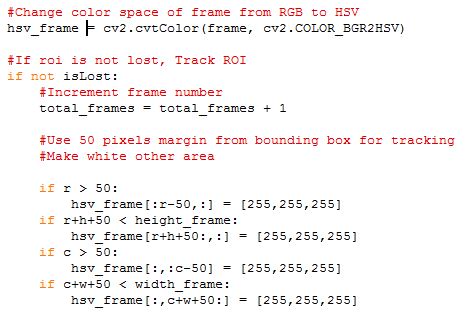 #Change color space of frame from RGB to HSV
hsv_frame = cv2.cvtColor(frame, cv2.COLOR_BGR2HSV)
#If roi is not lost, Track ROI
if not isLost:
#Increment frame number
total_frames = total_frames + 1
#Use 50 pixels margin from bounding box for tracking
#Make white other area
if r > 50:
hsv_frame[:r-50,:] = [255,255,255]
if r+h+50 < height_frame:
hsv_frame[r+h+50:,:] = [255,255,255]
if c > 50:
hsv_frame[:,:c-50] = [255,255,255]
if c+w+50 < width_frame:
hsv_frame[:,c+w+50:] = [255,255,255]